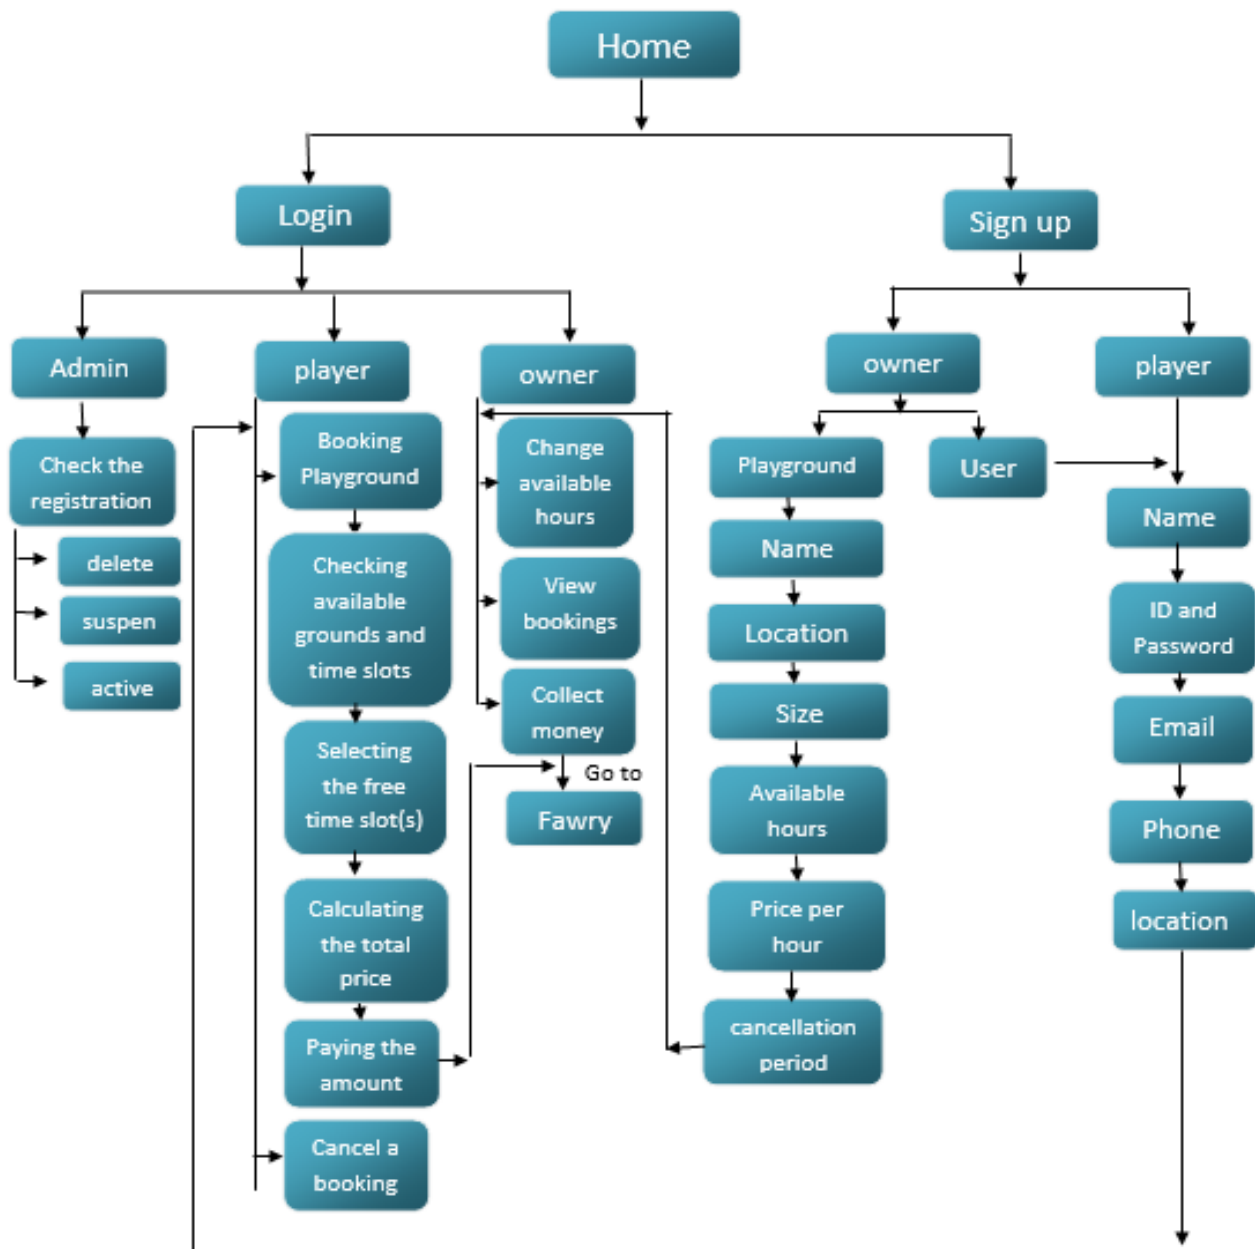 Home
Login
Sign up
Admin
player
owner
owner
player
Check the
registration
delete
suspen
active
Booking
Playground
Checking
available
grounds and
time slots
Selecting
the free
time slot(s)
Calculating
the total
price
Paying the
amount
Cancel a
booking
Change
available
hours
View
bookings
Collect
money
Go to
Fawry
Playground
Name
Location
Size
Available
hours
Price per
hour
cancellation
period
User
Name
ID and
Password
Email
Phone
location